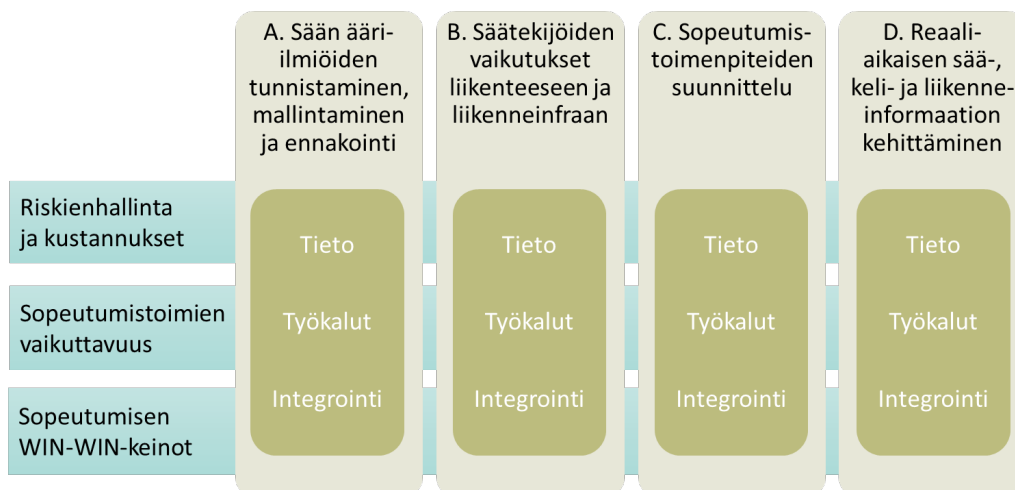 A. Sään ääri-
ilmiöiden
tunnistaminen,
mallintaminen
ja ennakointi
B. Säätekijöiden
vaikutukset
liikenteeseen ja
liikenneinfraan
C. Sopeutumis-
toimenpiteiden
suunnittelu
D. Reaali-
aikaisen sää-,
keli- ja liikenne-
informaation
kehittäminen
Riskienhallinta
ja kustannukset
Tieto
Tieto
Tieto
Tieto
Sopeutumistoimien
vaikuttavuus
Työkalut
Työkalut
Työkalut
Työkalut
Sopeutumisen
WIN-WIN-keinot
Integrointi
Integrointi
Integrointi
Integrointi